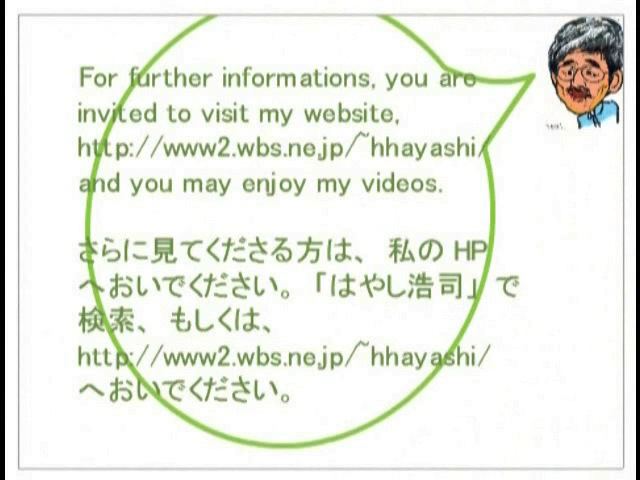 For further informations, you are
invited to visit my website,
http://www2.wbs.ne.jp/~hhayashi/
and you may enjoy my videos.
さらに見てくださる方は、 私の HP
へおいでください。「はやし浩司」で
検索、 もしくは、
http://www2.wbs.ne.jp/~hhayashi/
へおいでください。